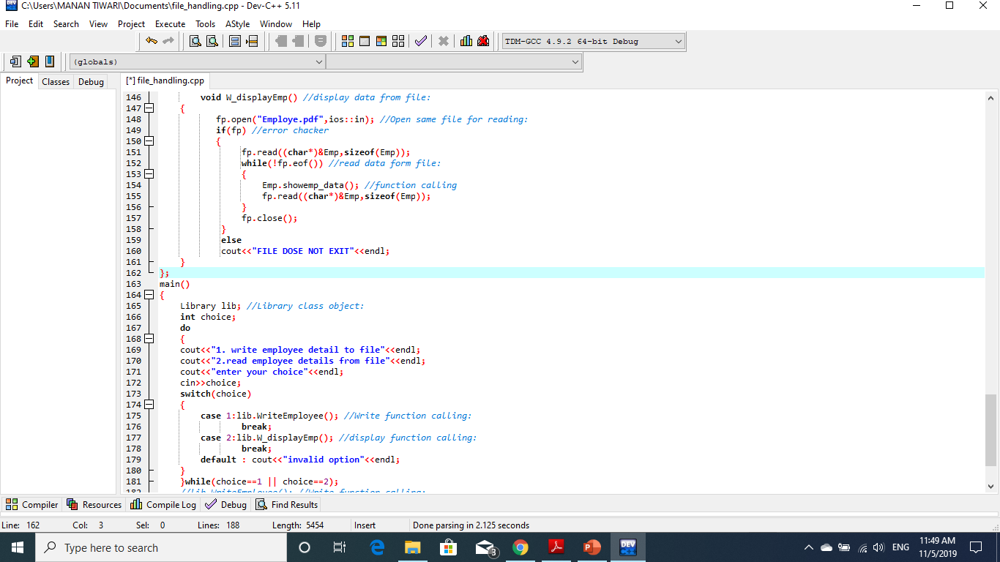 C:\Users\MANAN TIWARI\Documents\file_handling.cpp - Dev-C++ 5.11
File Edit Search View Project Execute Tools AStyle Window Help
TDM-GCC 4.9.2 64-bit Debug
(globals)
Project Classes Debug
[*] file_handling.cpp
146 void W_displayEmp() //display data from file:
147 {
148 fp.open("Employe.pdf",ios::in); //Open same file for reading:
149 if(fp) //error chacker
150 {
151 fp.read((char*)&Emp,sizeof(Emp));
152 while(!fp.eof()) //read data form file:
153 {
154 Emp.showemp_data(); //function calling
155 fp.read((char*)&Emp,sizeof(Emp));
156 }
157 fp.close();
158 }
159 else
160 cout<<"FILE DOSE NOT EXIT"<<endl;
161 }
162 };
163 main()
164 {
165 Library lib; //Library class object:
166 int choice;
167 do
168 {
169 cout<<"1. write employee detail to file"<<endl;
170 cout<<"2.read employee details from file"<<endl;
171 cout<<"enter your choice"<<endl;
172 cin>>choice;
173 switch(choice)
174 {
175 case 1:lib.WriteEmployee(); //Write function calling:
176 break;
177 case 2:lib.W_displayEmp(); //display function calling:
178 break;
179 default : cout<<"invalid option"<<endl;
180 }
181 }while(choice==1 || choice==2);
182 //lib.WriteEmployee(); //Write function calling:
Compiler Resources Compile Log Debug Find Results
Line: 162 Col: 3 Sel: 0 Lines: 188 Length: 5454 Insert Done parsing in 2.125 seconds
Type here to search
3
DEV
ENG
11:49 AM
11/5/2019